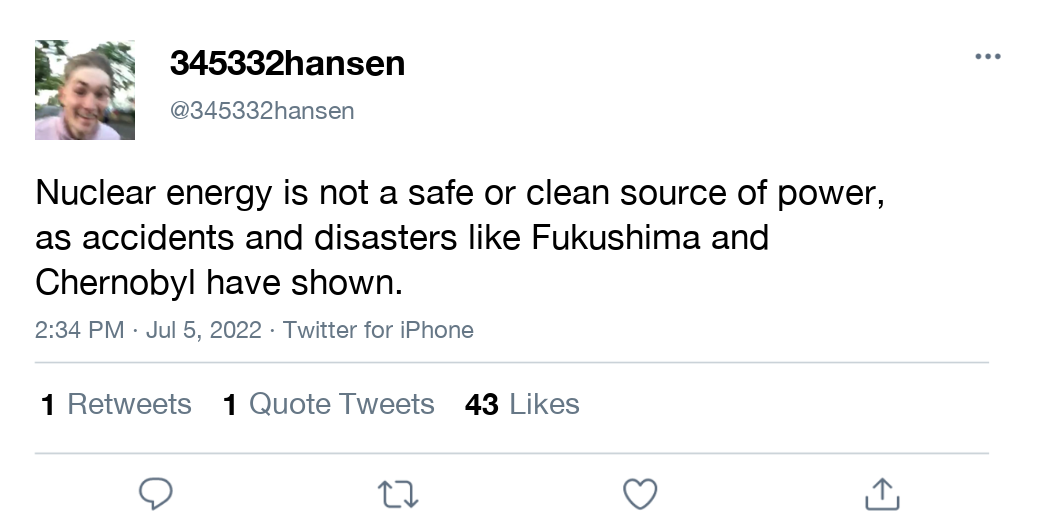 345332hansen
@345332hansen
Nuclear energy is not a safe or clean source of power,
as accidents and disasters like Fukushima and
Chernobyl have shown.
2:34 PM · Jul 5, 2022 · Twitter for iPhone
1 Retweets 1 Quote Tweets 43 Likes